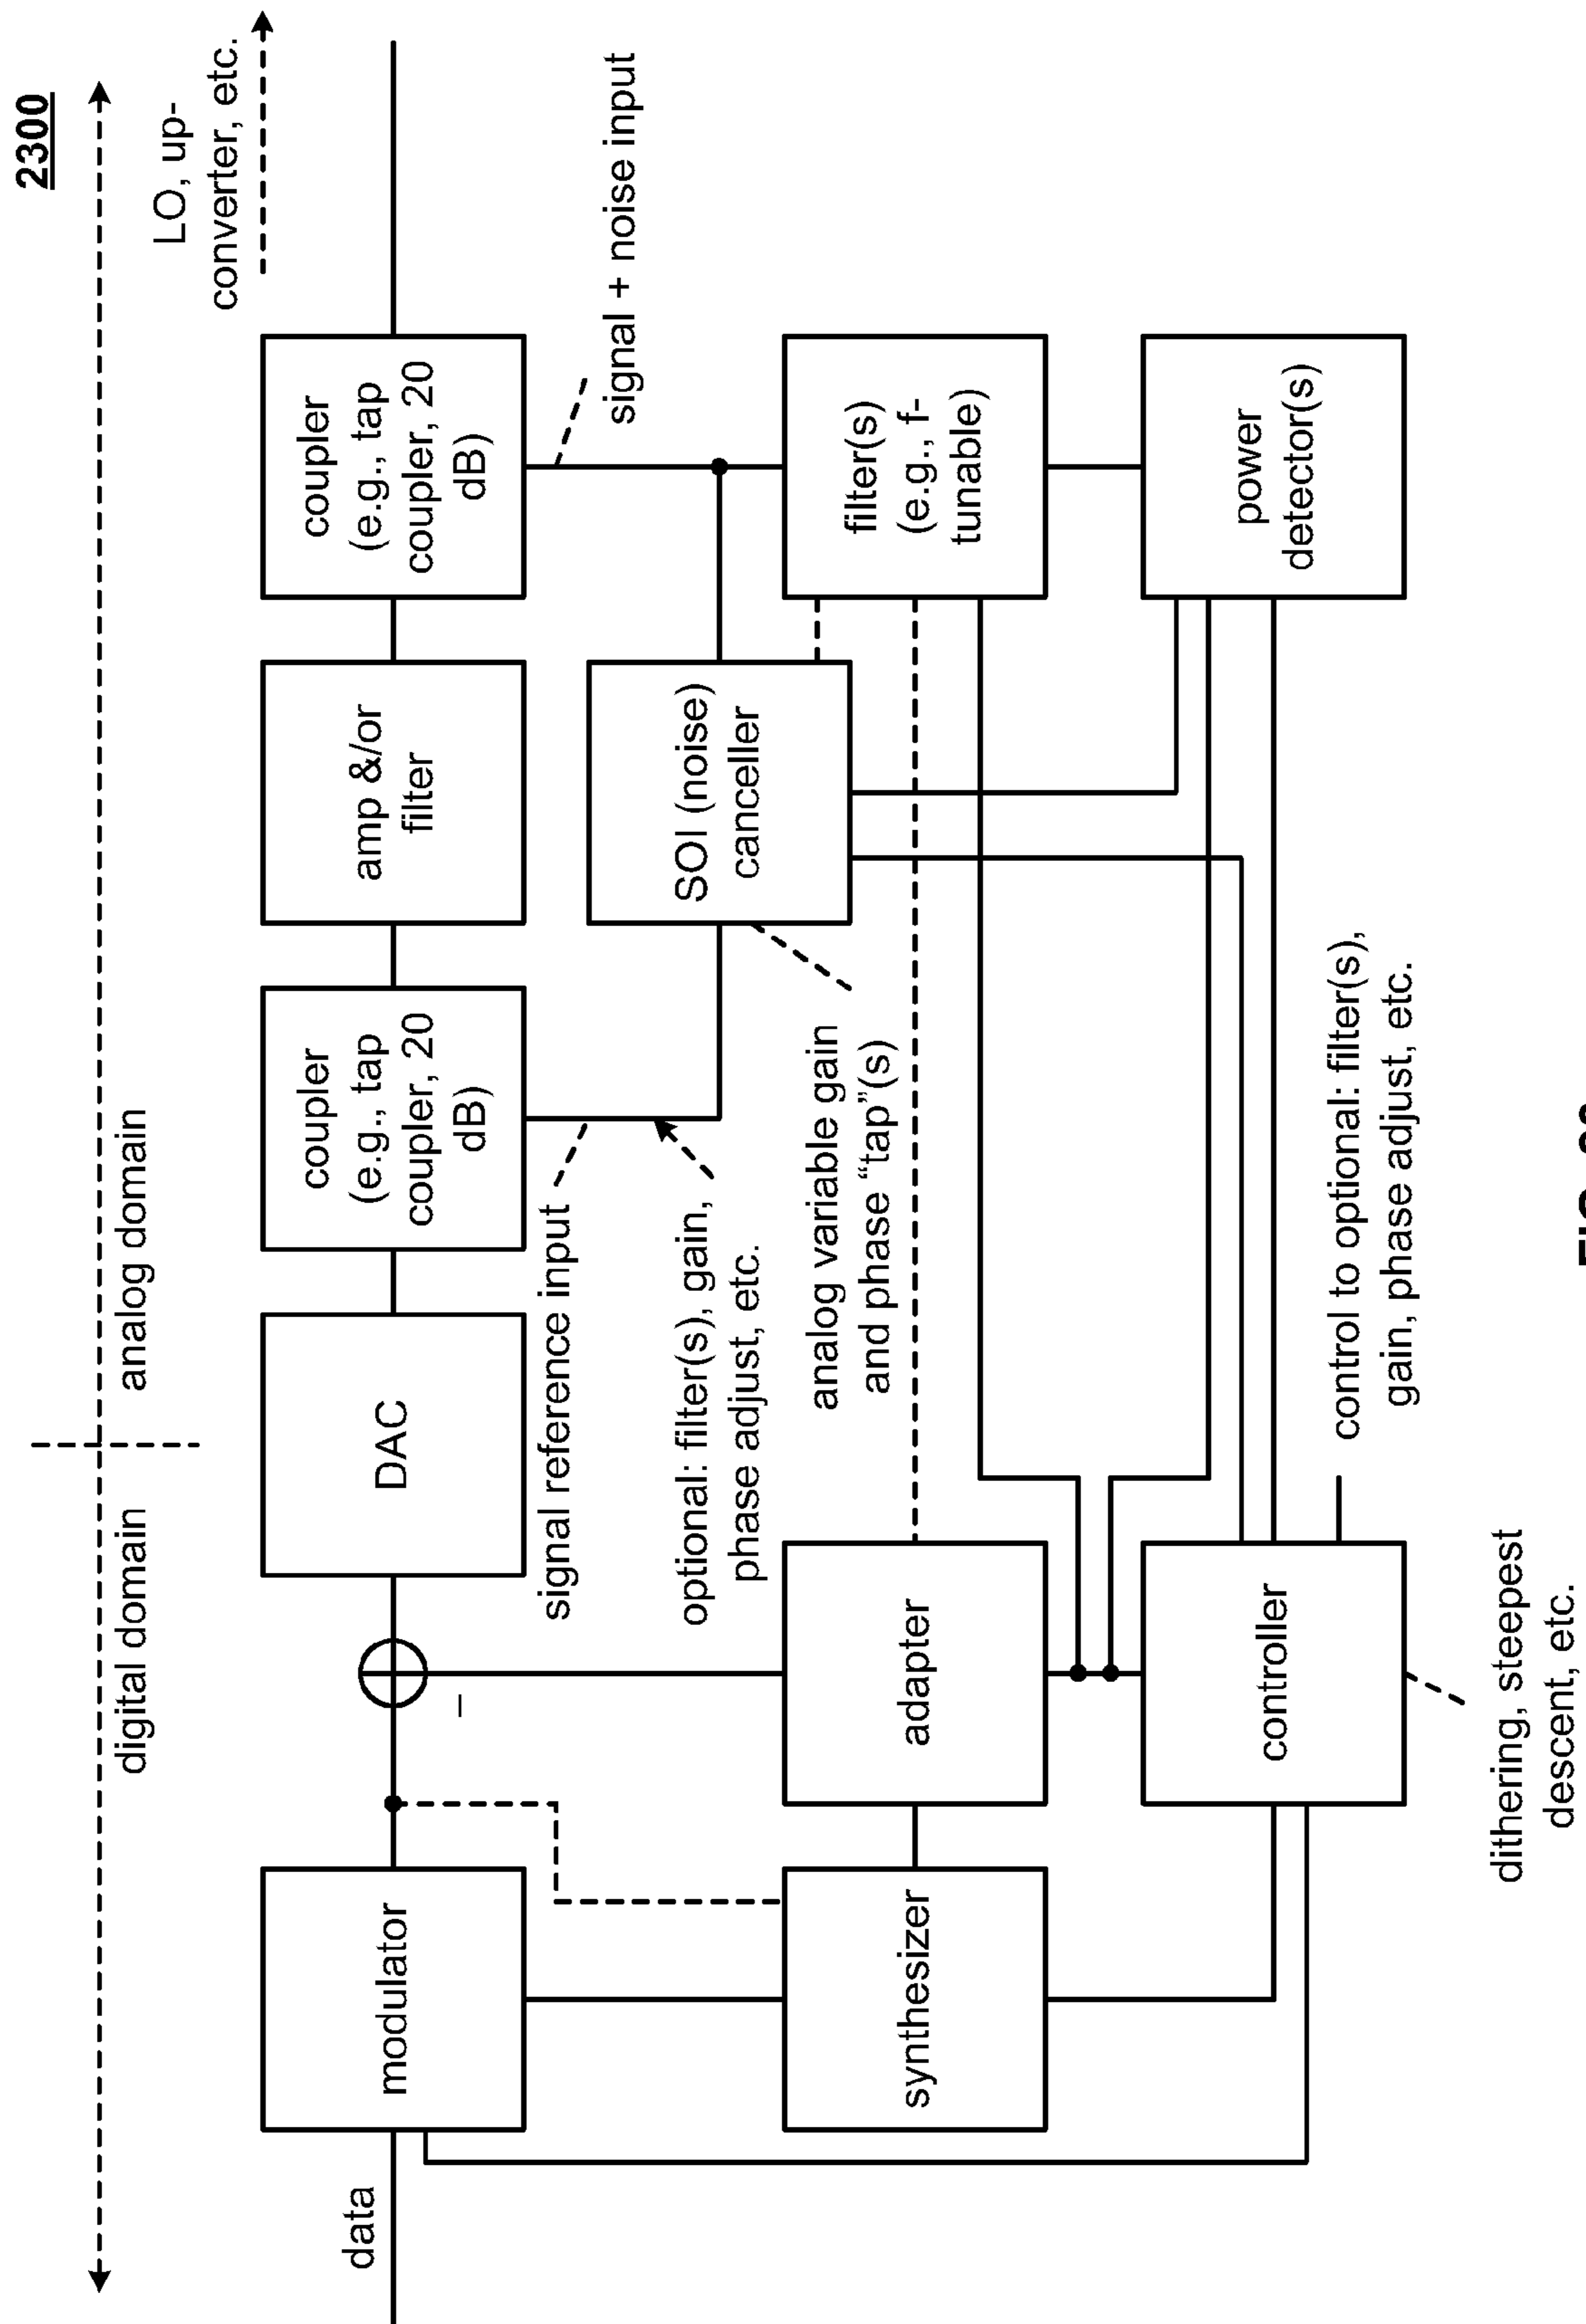 2300
digital domain
analog domain
LO, up-
converter, etc.
data
modulator
DAC
coupler
(e.g., tap
coupler, 20
dB)
amp &/or
filter
coupler
(e.g., tap
coupler, 20
dB)
–
signal reference input
signal + noise input
optional: filter(s), gain,
phase adjust, etc.
SOI (noise)
canceller
analog variable gain
and phase “tap”(s)
synthesizer
adapter
filter(s)
(e.g., f-
tunable)
controller
power
detector(s)
control to optional: filter(s),
gain, phase adjust, etc.
dithering, steepest
descent, etc.
FIG.